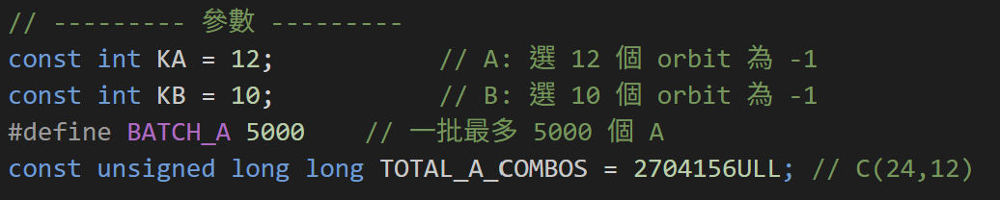 // --------- 參數 ---------
const int KA = 12;           // A: 選 12 個 orbit 為 -1
const int KB = 10;           // B: 選 10 個 orbit 為 -1
#define BATCH_A 5000    // 一批最多 5000 個 A
const unsigned long long TOTAL_A_COMBOS = 2704156ULL; // C(24,12)